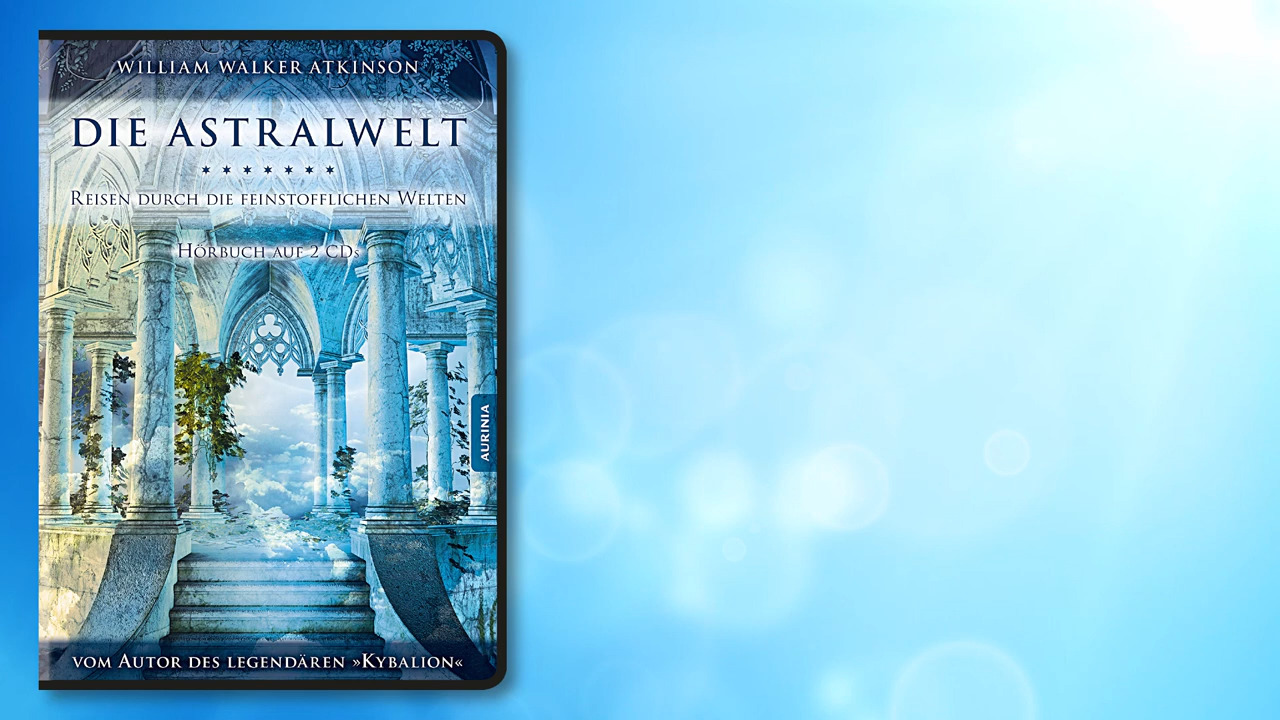 WILLIAM WALKER ATKINSON
DIE ASTRALWELT
REISEN DURCH DIE FEINSTOFFLICHEN WELTEN
HÖRBUCH AUF 2 CDs
AURINIA
VOM AUTOR DES LEGENDÄREN »KYBALION«